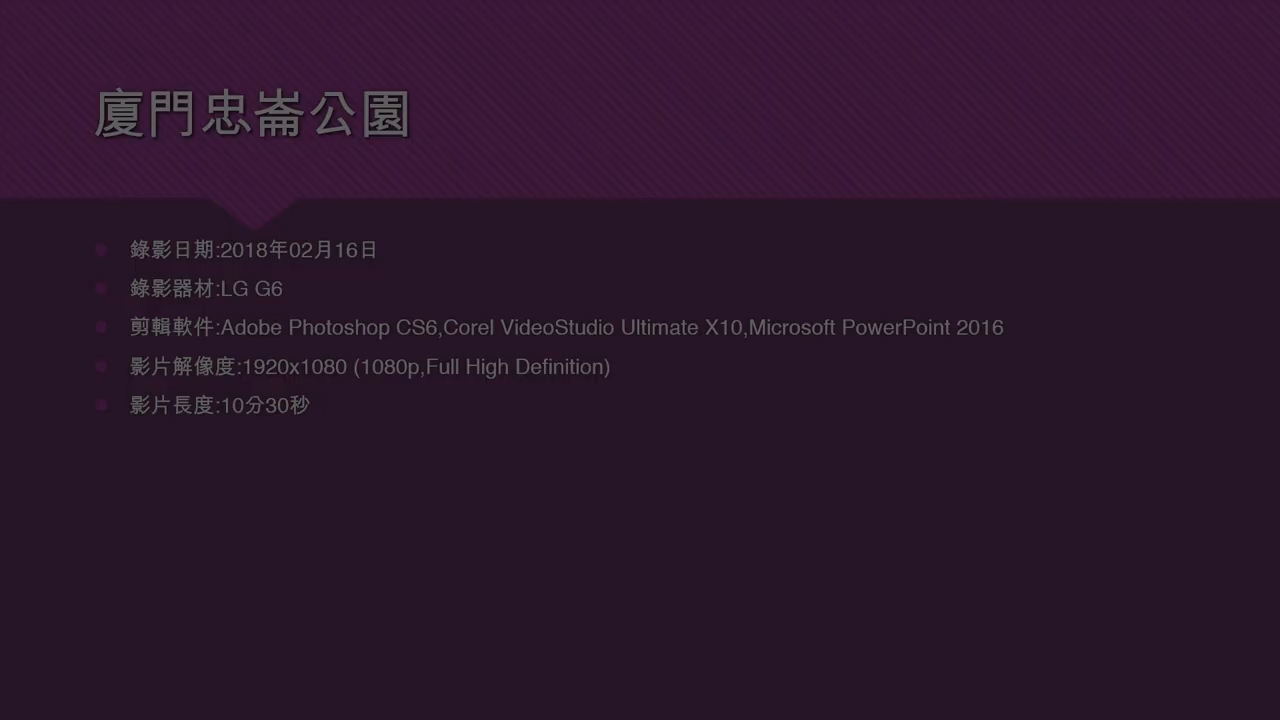 廈門忠崙公園
錄影日期:2018年02月16日
錄影器材:LG G6
剪輯軟件:Adobe Photoshop CS6,Corel VideoStudio Ultimate X10,Microsoft PowerPoint 2016
影片解像度:1920x1080 (1080p,Full High Definition)
影片長度:10分30秒